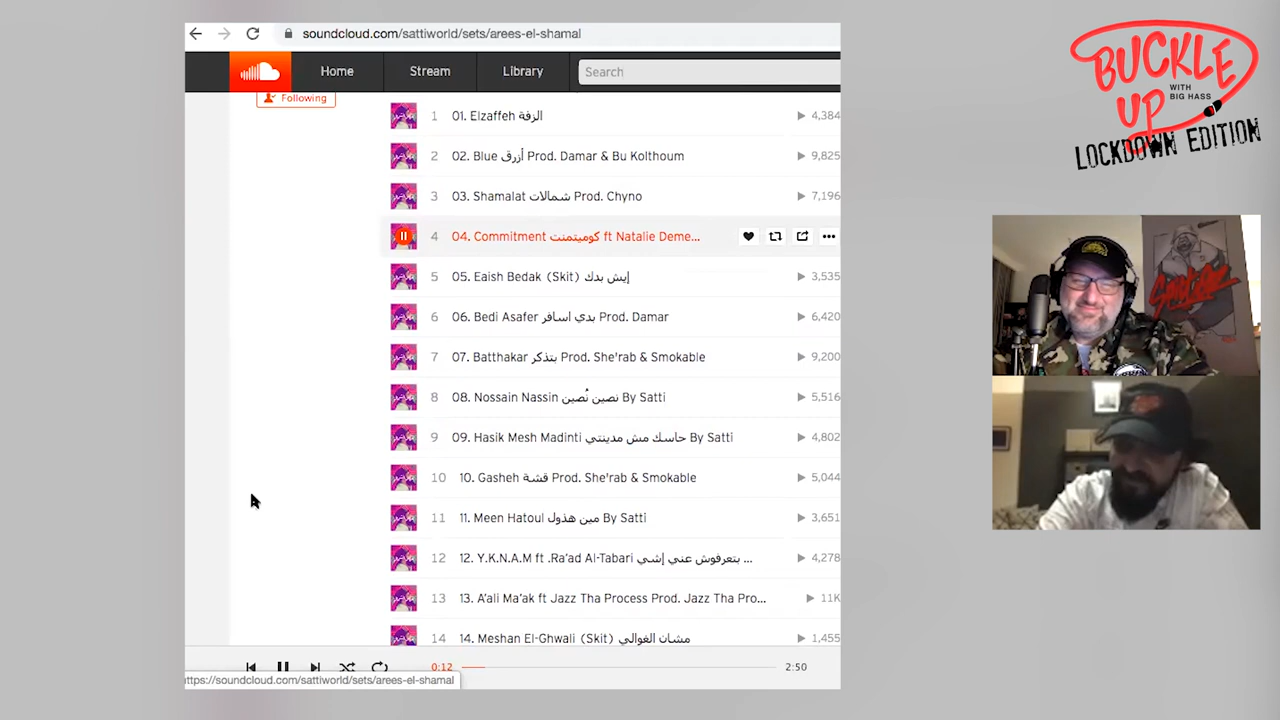 soundcloud.com/sattiworld/sets/arees-el-shamal
Home
Stream
Library
Search
Following
1 01. Elzaffeh الزفة 4,384
2 02. Blue أزرق Prod. Damar & Bu Kolthoum 9,825
3 03. Shamalat شمالات Prod. Chyno 7,196
4 04. Commitment كوميتمنت ft Natalie Deme...
5 05. Eaish Bedak (Skit) إيش بدك 3,535
6 06. Bedi Asafer بدي اسافر Prod. Damar 6,420
7 07. Batthakar بتذكر Prod. She'rab & Smokable 9,200
8 08. Nossain Nassin نصين نُصين By Satti 5,516
9 09. Hasik Mesh Madinti حاسك مش مدينتي By Satti 4,802
10 10. Gasheh قشة Prod. She'rab & Smokable 5,044
11 11. Meen Hatoul مين هذول By Satti 3,651
12 12. Y.K.N.A.M ft .Ra'ad Al-Tabari بتعرفوش عني إشي ... 4,278
13 13. A'ali Ma'ak ft Jazz Tha Process Prod. Jazz Tha Pro... 11K
14 14. Meshan El-Ghwali (Skit) مشان الغوالي 1,455
0:12
2:50
https://soundcloud.com/sattiworld/sets/arees-el-shamal
BUCKLE
UP
WITH
BIG HASS
LOCKDOWN EDITION